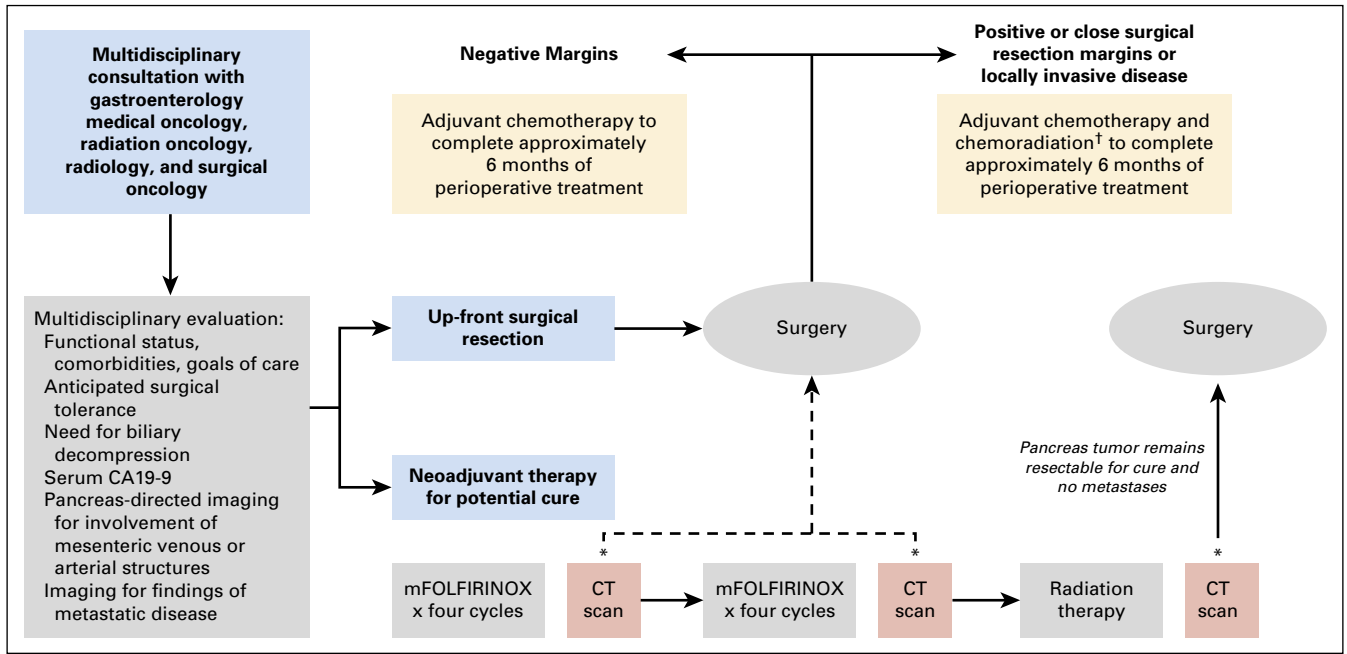 Multidisciplinary
consultation with
gastroenterology
medical oncology,
radiation oncology,
radiology, and surgical
oncology
Negative Margins
Positive or close surgical
resection margins or
locally invasive disease
Adjuvant chemotherapy to
complete approximately
6 months of
perioperative treatment
Adjuvant chemotherapy and
chemoradiation† to complete
approximately 6 months of
perioperative treatment
Multidisciplinary evaluation:
Functional status,
comorbidities, goals of care
Anticipated surgical
tolerance
Need for biliary
decompression
Serum CA19-9
Pancreas-directed imaging
for involvement of
mesenteric venous or
arterial structures
Imaging for findings of
metastatic disease
Up-front surgical
resection
Surgery
Surgery
Neoadjuvant therapy
for potential cure
Pancreas tumor remains
resectable for cure and
no metastases
*
*
*
mFOLFIRINOX
x four cycles
CT
scan
mFOLFIRINOX
x four cycles
CT
scan
Radiation
therapy
CT
scan